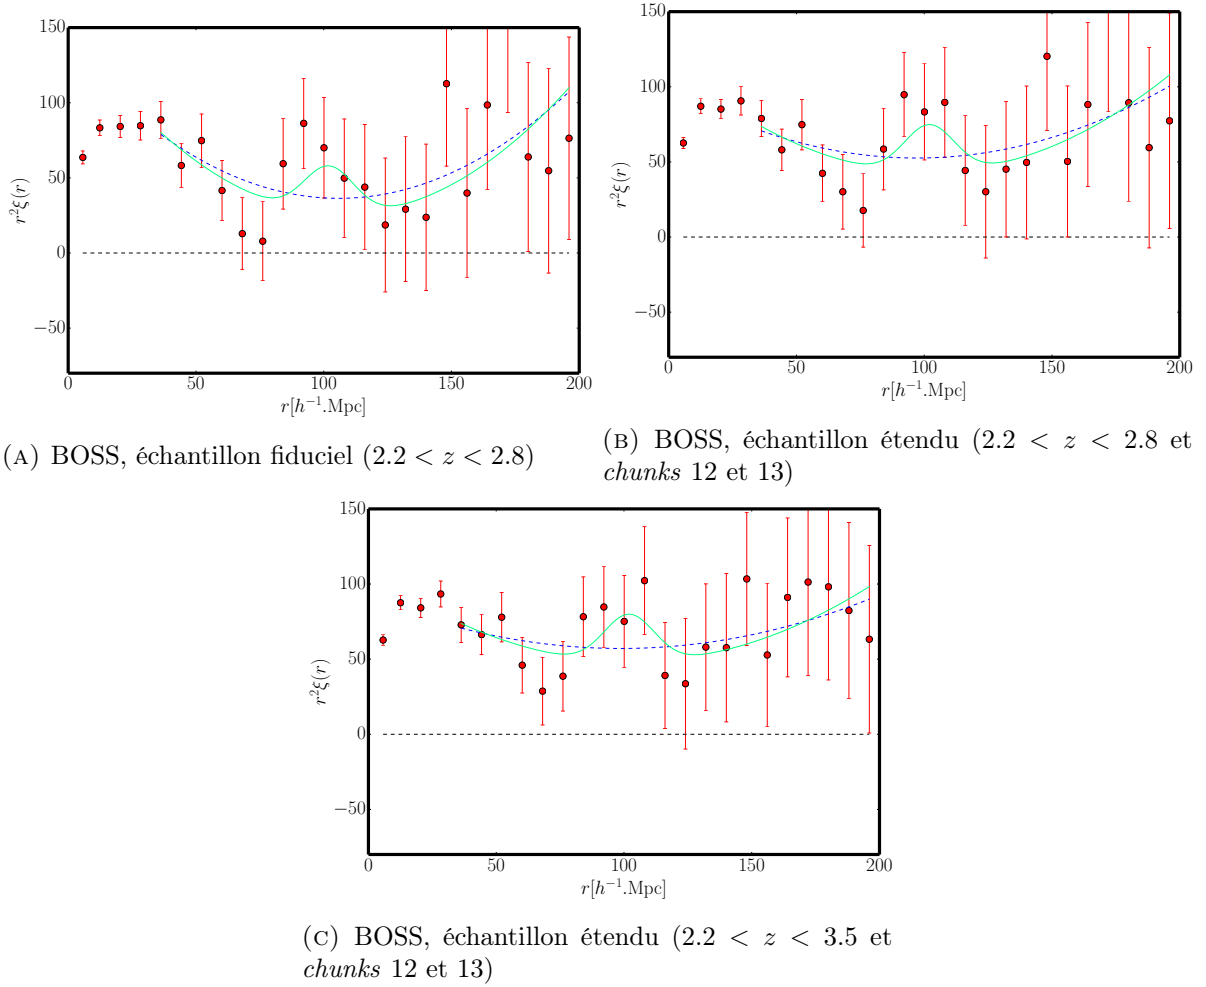 150
100
50
0
−50
0
50
100
150
200
r²ξ(r)
r[h⁻¹.Mpc]
(A) BOSS, échantillon fiduciel (2.2 < z < 2.8)
150
100
50
0
−50
0
50
100
150
200
r²ξ(r)
r[h⁻¹.Mpc]
(B) BOSS, échantillon étendu (2.2 < z < 2.8 et
chunks 12 et 13)
150
100
50
0
−50
0
50
100
150
200
r²ξ(r)
r[h⁻¹.Mpc]
(C) BOSS, échantillon étendu (2.2 < z < 3.5 et
chunks 12 et 13)